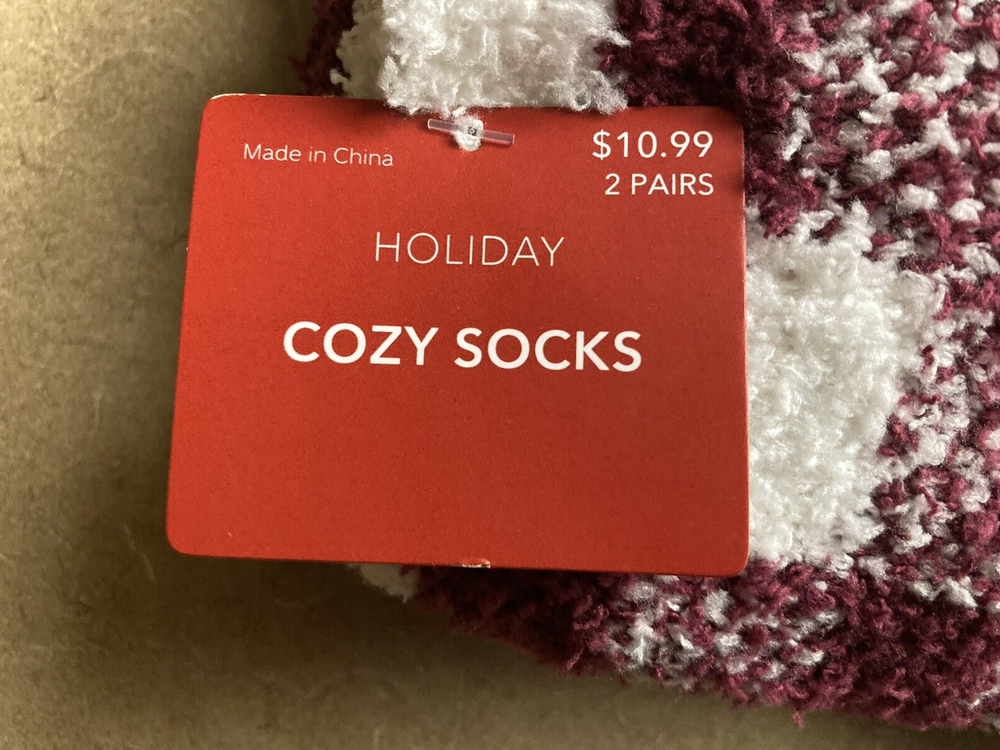 Made in China
$10.99
2 PAIRS
HOLIDAY
COZY SOCKS